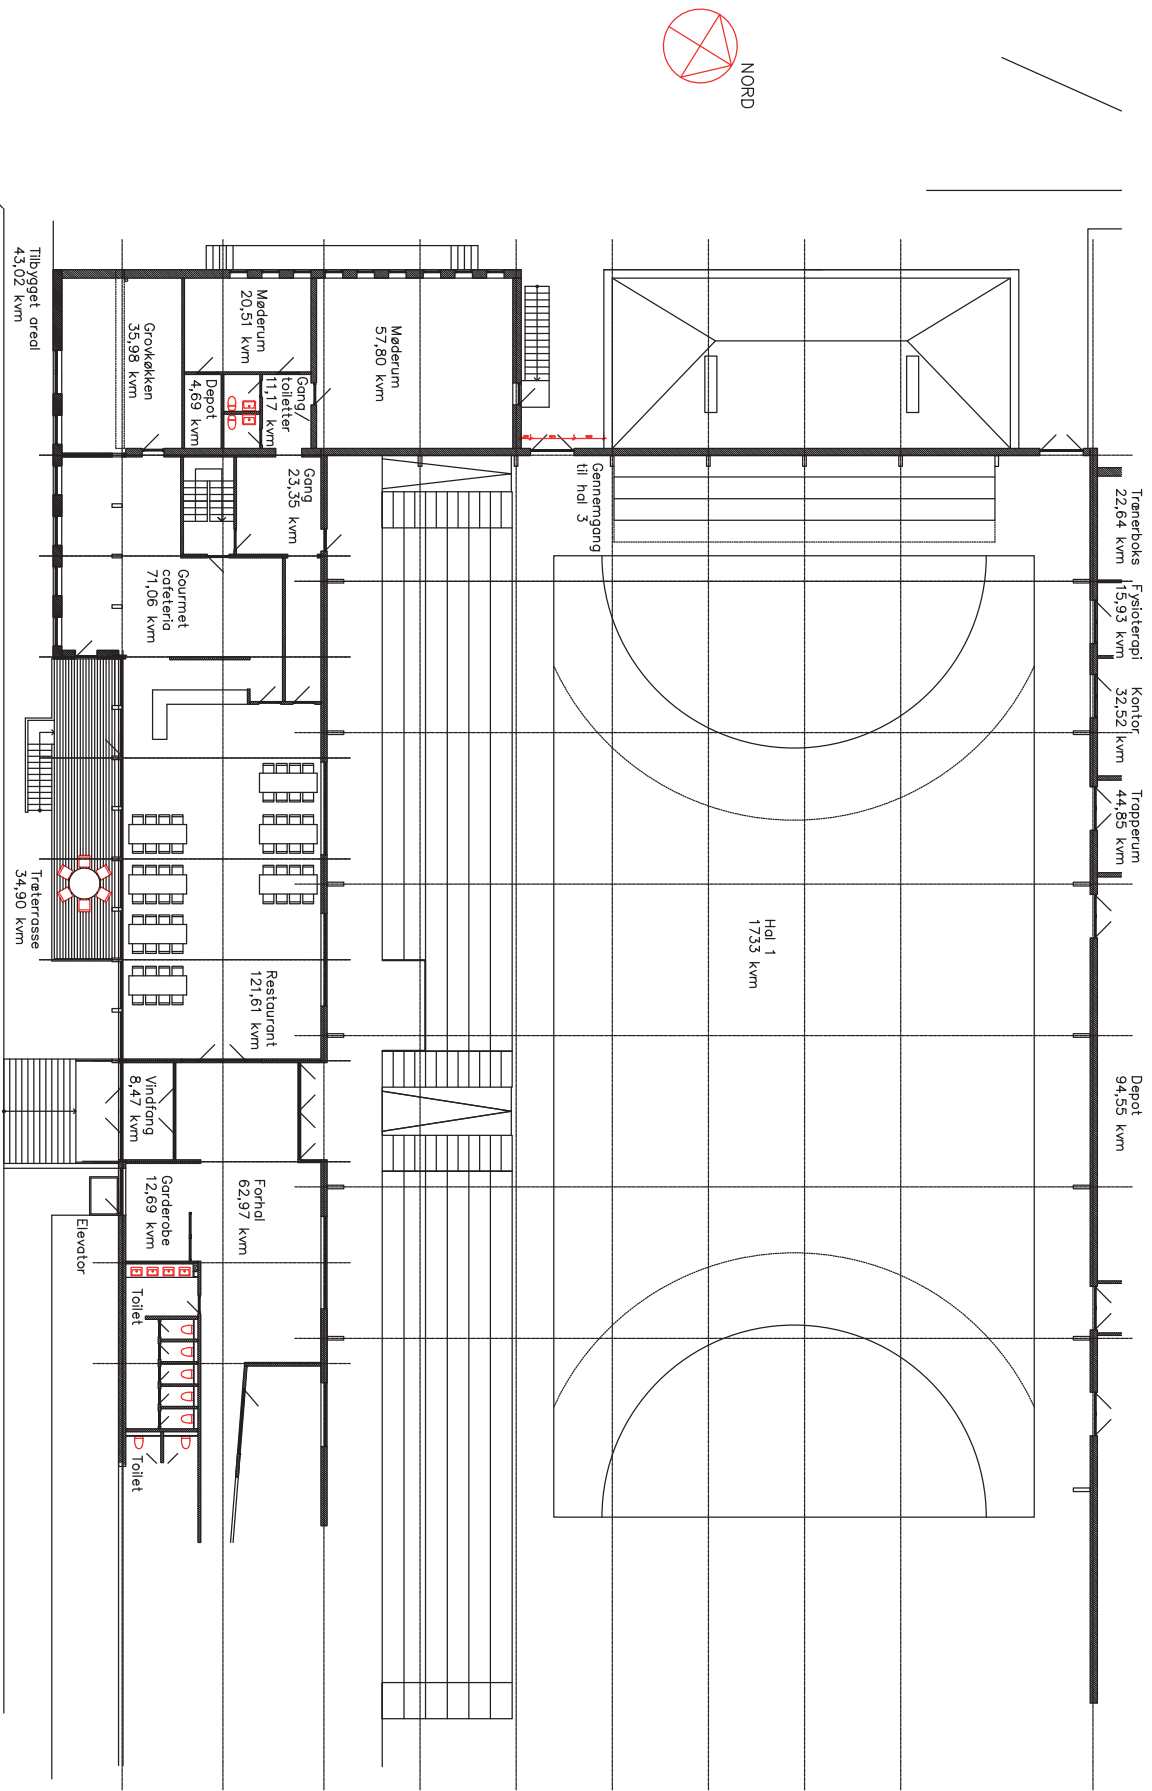 NORD
Tilbygget areal
43,02 kvm
Grovkøkken
35,98 kvm
Møderum
20,51 kvm
Depot
4,69 kvm
Gang
toiletter
11,17 kvm
Møderum
57,80 kvm
Gang
23,35 kvm
Gennemgang
til hal 3
Gourmet
cafeteria
71,06 kvm
Træterrasse
34,90 kvm
Restaurant
121,61 kvm
Vindfang
8,47 kvm
Garderobe
12,69 kvm
Forhal
62,97 kvm
Elevator
Toilet
Toilet
Hal 1
1733 kvm
Trænerboks
22,64 kvm
Fysioterapi
15,93 kvm
Kontor
32,52 kvm
Trapperum
44,85 kvm
Depot
94,55 kvm